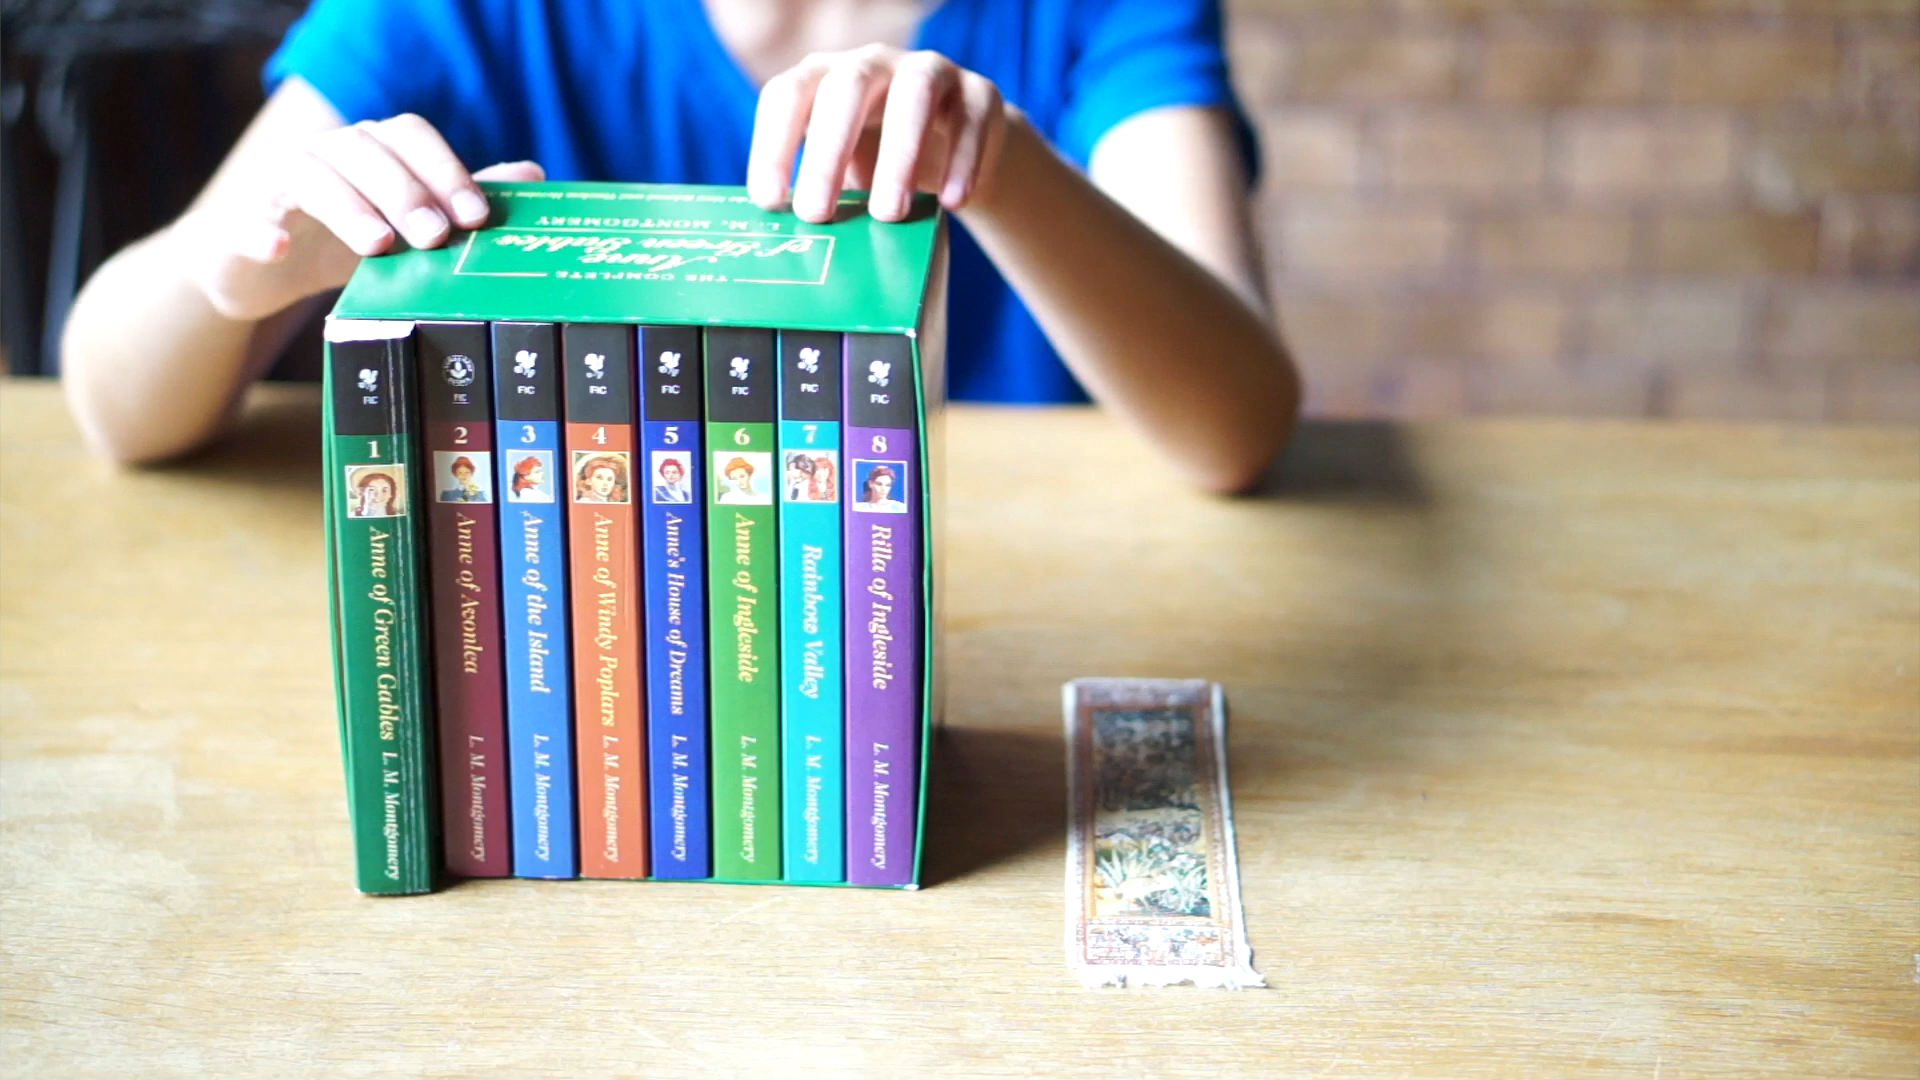 THE COMPLETE
Anne
of Green Gables
L. M. MONTGOMERY
FIC
1
Anne of Green Gables L. M. Montgomery
FIC
2
Anne of Avonlea L. M. Montgomery
FIC
3
Anne of the Island L. M. Montgomery
FIC
4
Anne of Windy Poplars L. M. Montgomery
FIC
5
Anne's House of Dreams L. M. Montgomery
FIC
6
Anne of Ingleside L. M. Montgomery
FIC
7
Rainbow Valley L. M. Montgomery
FIC
8
Rilla of Ingleside L. M. Montgomery